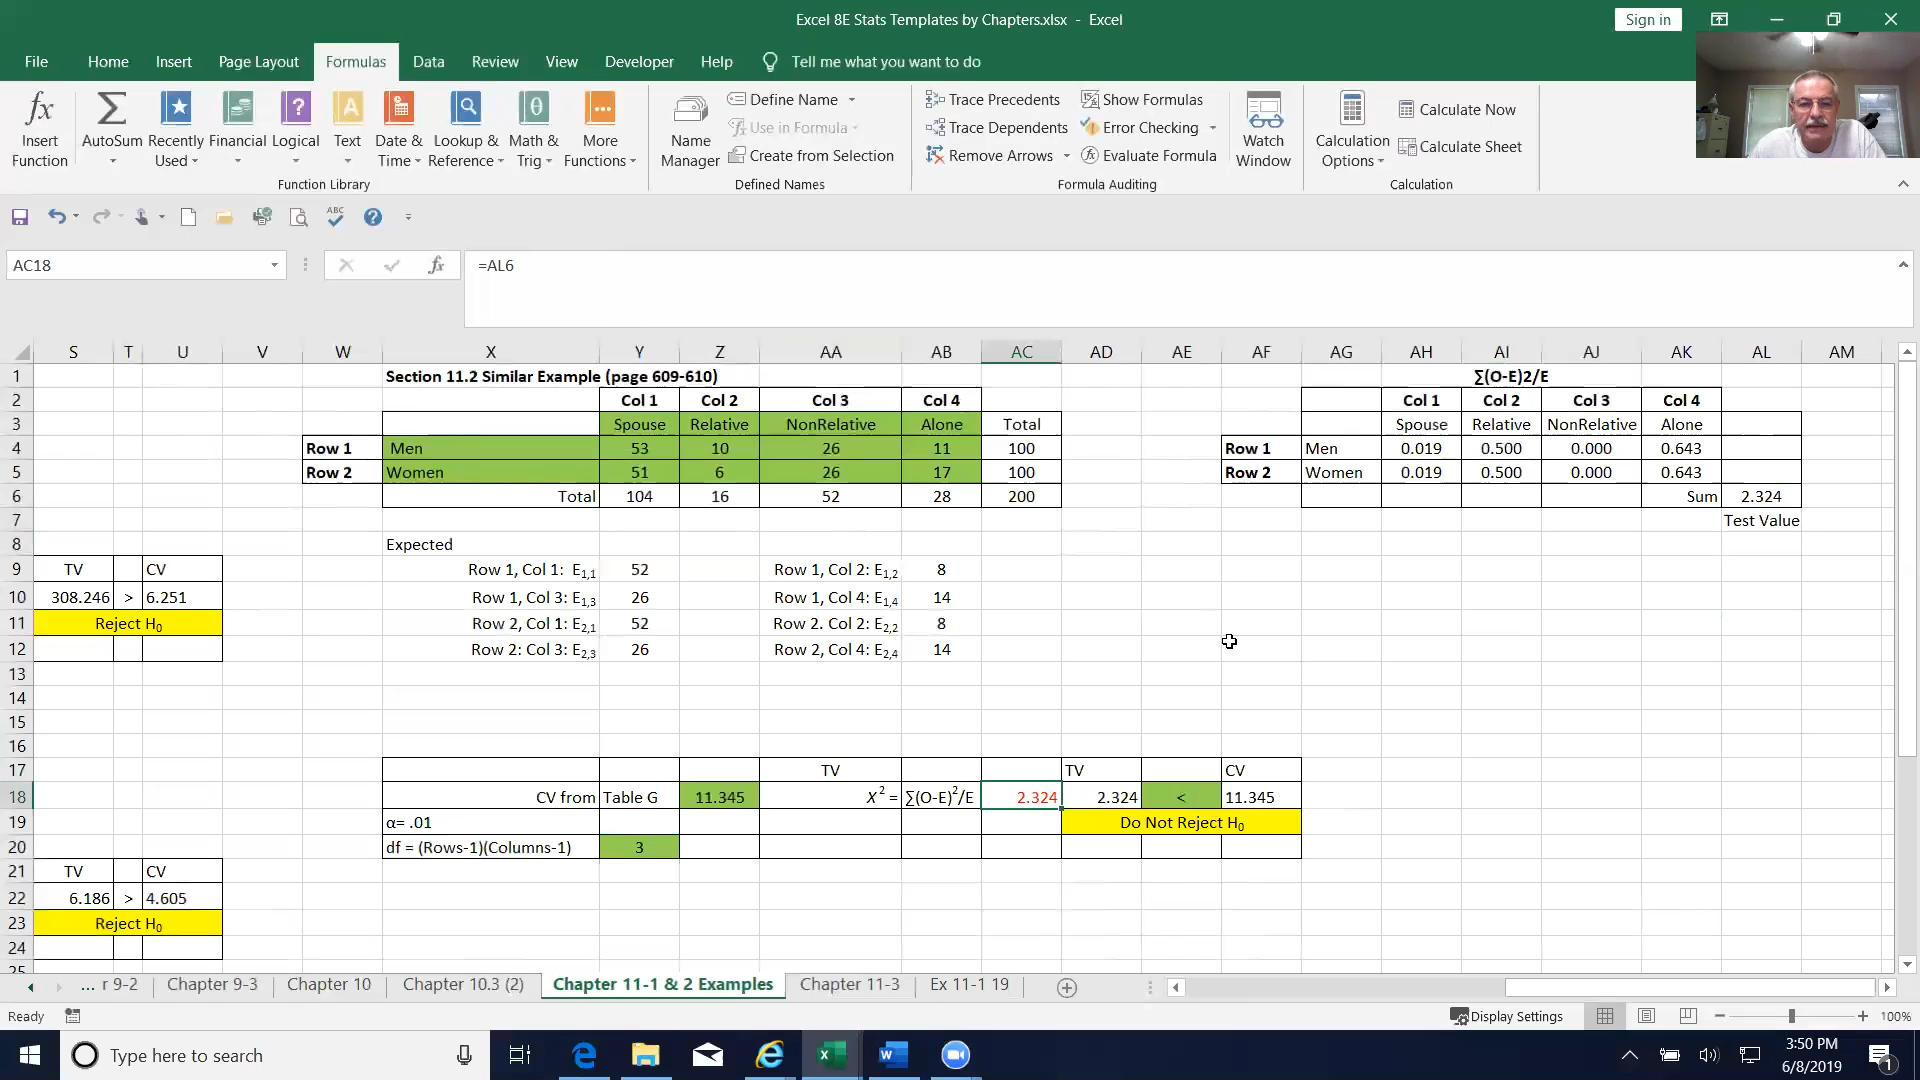 Excel 8E Stats Templates by Chapters.xlsx - Excel
Sign in
File Home Insert Page Layout Formulas Data Review View Developer Help Tell me what you want to do
Insert Function
AutoSum
Recently Used
Financial
Logical
Text
Date & Time
Lookup & Reference
Math & Trig
More Functions
Function Library
Name Manager
Define Name
Use in Formula
Create from Selection
Defined Names
Trace Precedents
Trace Dependents
Remove Arrows
Show Formulas
Error Checking
Evaluate Formula
Formula Auditing
Watch Window
Calculation Options
Calculate Now
Calculate Sheet
Calculation
ABC
AC18 fx =AL6
S T U V W X Y Z AA AB AC AD AE AF AG AH AI AJ AK AL AM
1 Section 11.2 Similar Example (page 609-610) ∑(O-E)2/E
2 Col 1 Col 2 Col 3 Col 4 Col 1 Col 2 Col 3 Col 4
3 Spouse Relative NonRelative Alone Total Spouse Relative NonRelative Alone
4 Row 1 Men 53 10 26 11 100 Row 1 Men 0.019 0.500 0.000 0.643
5 Row 2 Women 51 6 26 17 100 Row 2 Women 0.019 0.500 0.000 0.643
6 Total 104 16 52 28 200 Sum 2.324
7 Test Value
8 Expected
9 TV CV Row 1, Col 1: E1,1 52 Row 1, Col 2: E1,2 8
10 308.246 > 6.251 Row 1, Col 3: E1,3 26 Row 1, Col 4: E1,4 14
11 Reject H0 Row 2, Col 1: E2,1 52 Row 2. Col 2: E2,2 8
12 Row 2: Col 3: E2,3 26 Row 2, Col 4: E2,4 14
13
14
15
16
17 TV TV CV
18 CV from Table G 11.345 X² = ∑(O-E)²/E 2.324 2.324 < 11.345
19 α= .01 Do Not Reject H0
20 df = (Rows-1)(Columns-1) 3
21 TV CV
22 6.186 > 4.605
23 Reject H0
24
25
... r 9-2 Chapter 9-3 Chapter 10 Chapter 10.3 (2) Chapter 11-1 & 2 Examples Chapter 11-3 Ex 11-1 19
Ready Display Settings 100%
Type here to search
3:50 PM
6/8/2019
1